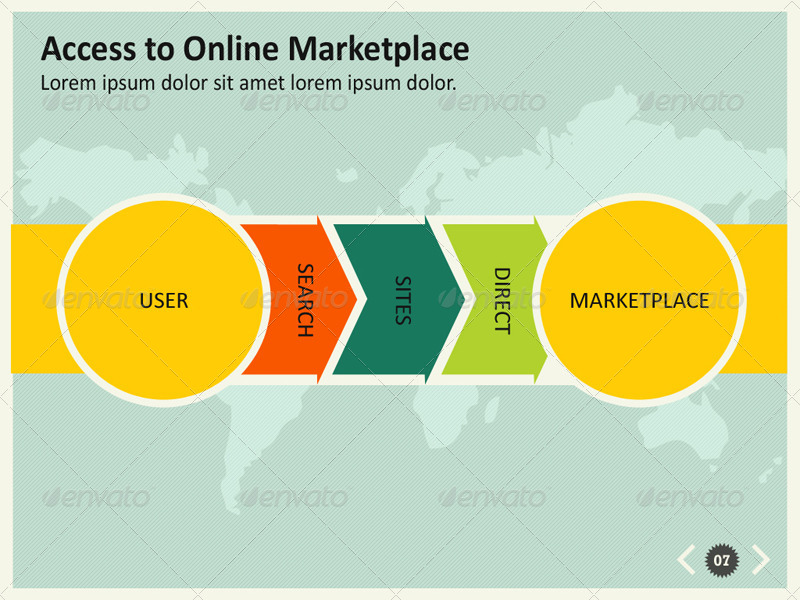 Access to Online Marketplace
Lorem ipsum dolor sit amet lorem ipsum dolor.
envato envato envato envato
USER
SEARCH
SITES
DIRECT
MARKETPLACE
envato envato envato envato
envato envato envato envato
07